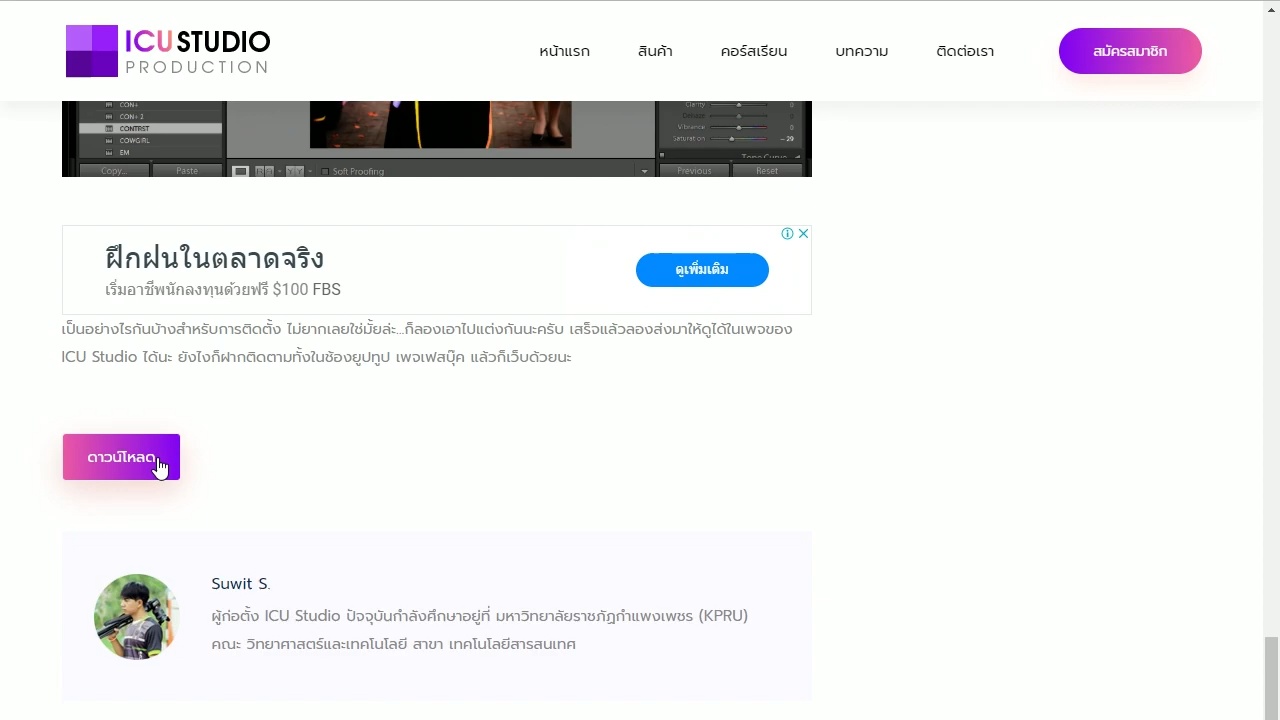 ICU STUDIO
PRODUCTION
หน้าแรก
สินค้า
คอร์สเรียน
บทความ
ติดต่อเรา
สมัครสมาชิก
CON+
CON+ 2
CONTRST
COWGIRL
EM
Copy...
Paste
Soft Proofing
Clarity
0
Vibrance
0
Saturation
- 29
Tone Curve
Previous
Reset
ฝึกฝนในตลาดจริง
เริ่มอาชีพนักลงทุนด้วยฟรี $100 FBS
ดูเพิ่มเติม
เป็นอย่างไรกันบ้างสำหรับการติดตั้ง ไม่ยากเลยใช่มั้ยล่ะ...ก็ลองเอาไปแต่งกันนะครับ เสร็จแล้วลองส่งมาให้ดูได้ในเพจของ
ICU Studio ได้นะ ยังไงก็ฝากติดตามทั้งในช้องยูปทูป เพจเฟสบุ๊ค แล้วก็เว็บด้วยนะ
ดาวน์โหลด
Suwit S.
ผู้ก่อตั้ง ICU Studio ปัจจุบันกำลังศึกษาอยู่ที่ มหาวิทยาลัยราชภัฏกำแพงเพชร (KPRU)
คณะ วิทยาศาสตร์และเทคโนโลยี สาขา เทคโนโลยีสารสนเทศ